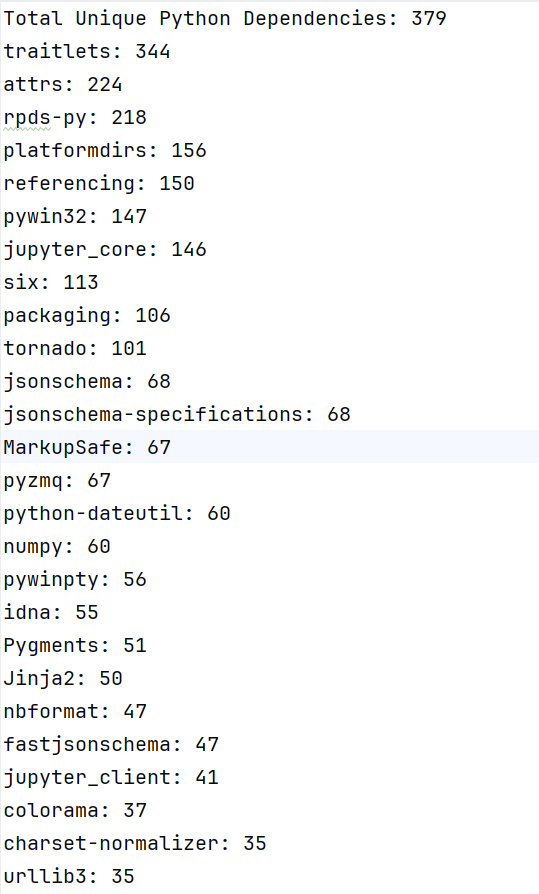 Total Unique Python Dependencies: 379
traitlets: 344
attrs: 224
rpds-py: 218
platformdirs: 156
referencing: 150
pywin32: 147
jupyter_core: 146
six: 113
packaging: 106
tornado: 101
jsonschema: 68
jsonschema-specifications: 68
MarkupSafe: 67
pyzmq: 67
python-dateutil: 60
numpy: 60
pywinpty: 56
idna: 55
Pygments: 51
Jinja2: 50
nbformat: 47
fastjsonschema: 47
jupyter_client: 41
colorama: 37
charset-normalizer: 35
urllib3: 35